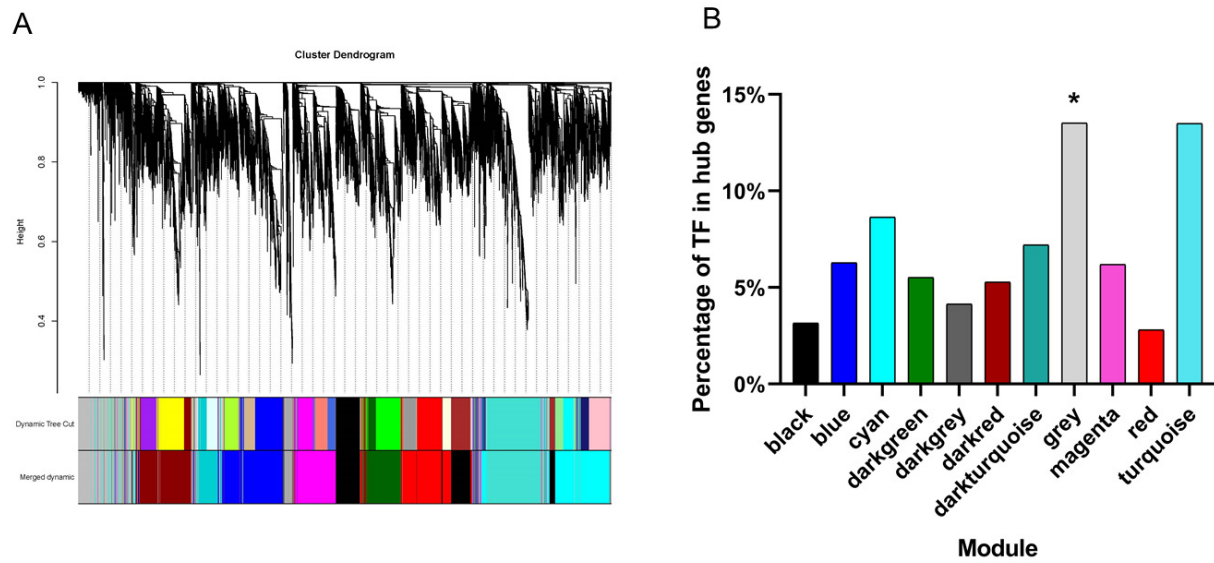 A
Cluster Dendrogram
Height
1.0
0.8
0.6
0.4
Dynamic Tree Cut
Merged dynamic
B
Percentage of TF in hub genes
15%
10%
5%
0%
*
black
blue
cyan
darkgreen
darkgrey
darkred
darkturquoise
grey
magenta
red
turquoise
Module